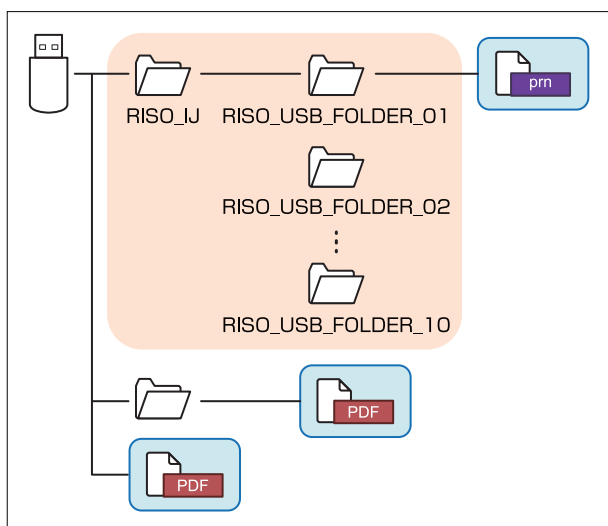 prn
RISO_IJ
RISO_USB_FOLDER_01
RISO_USB_FOLDER_02
RISO_USB_FOLDER_10
PDF
PDF